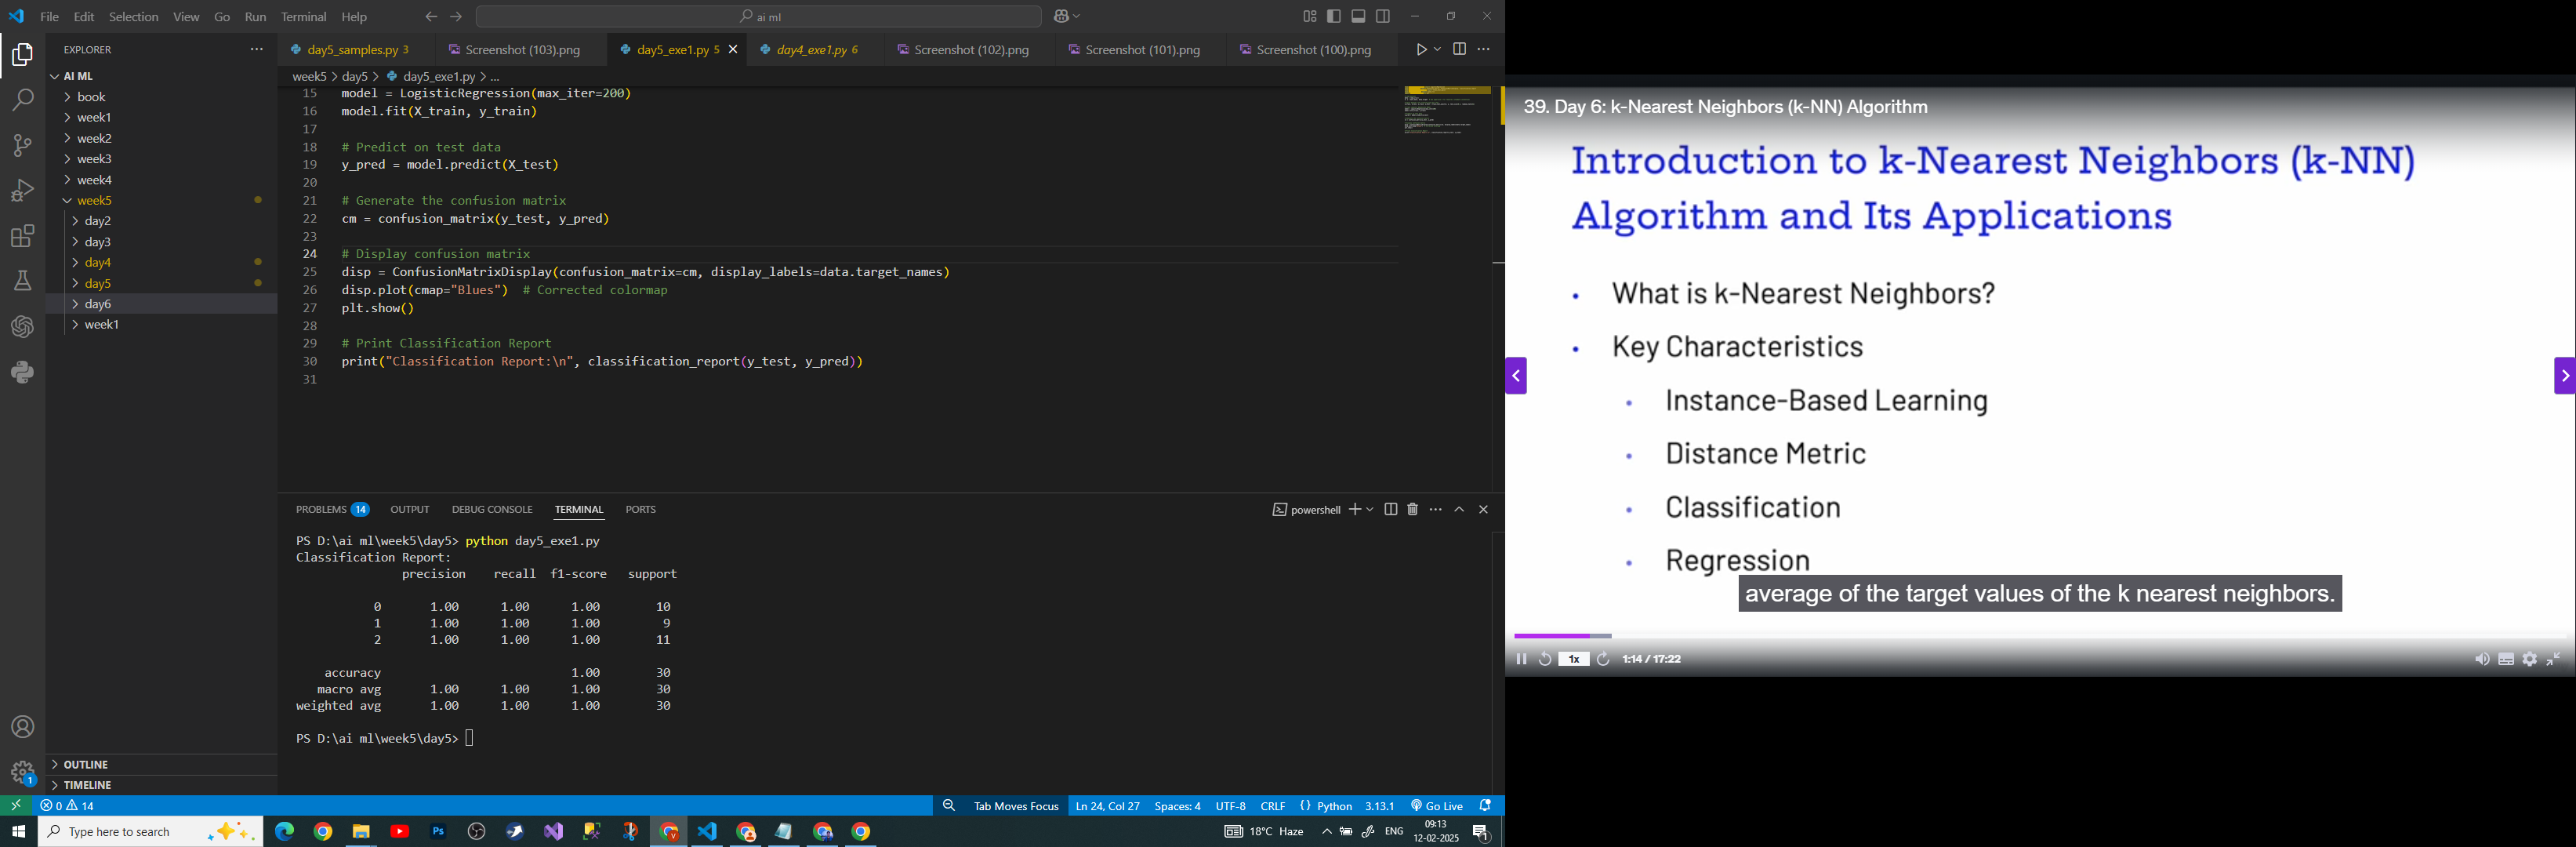 File Edit Selection View Go Run Terminal Help
ai ml
EXPLORER
AI ML
book
week1
week2
week3
week4
week5
day2
day3
day4
day5
day6
week1
OUTLINE
TIMELINE
day5_samples.py 3
Screenshot (103).png
day5_exe1.py 5
day4_exe1.py 6
Screenshot (102).png
Screenshot (101).png
Screenshot (100).png
week5 > day5 > day5_exe1.py > ...
15 model = LogisticRegression(max_iter=200)
16 model.fit(X_train, y_train)
17
18 # Predict on test data
19 y_pred = model.predict(X_test)
20
21 # Generate the confusion matrix
22 cm = confusion_matrix(y_test, y_pred)
23
24 # Display confusion matrix
25 disp = ConfusionMatrixDisplay(confusion_matrix=cm, display_labels=data.target_names)
26 disp.plot(cmap="Blues") # Corrected colormap
27 plt.show()
28
29 # Print Classification Report
30 print("Classification Report:\n", classification_report(y_test, y_pred))
31
PROBLEMS 14 OUTPUT DEBUG CONSOLE TERMINAL PORTS
powershell
PS D:\ai ml\week5\day5> python day5_exe1.py
Classification Report:
precision recall f1-score support
0 1.00 1.00 1.00 10
1 1.00 1.00 1.00 9
2 1.00 1.00 1.00 11
accuracy 1.00 30
macro avg 1.00 1.00 1.00 30
weighted avg 1.00 1.00 1.00 30
PS D:\ai ml\week5\day5>
1
0 14
Tab Moves Focus Ln 24, Col 27 Spaces: 4 UTF-8 CRLF {} Python 3.13.1 Go Live
Type here to search
Ps
18°C Haze
ENG
09:13
12-02-2025
1
39. Day 6: k-Nearest Neighbors (k-NN) Algorithm
Introduction to k-Nearest Neighbors (k-NN)
Algorithm and Its Applications
• What is k-Nearest Neighbors?
• Key Characteristics
• Instance-Based Learning
• Distance Metric
• Classification
• Regression
average of the target values of the k nearest neighbors.
1x
1:14 / 17:22